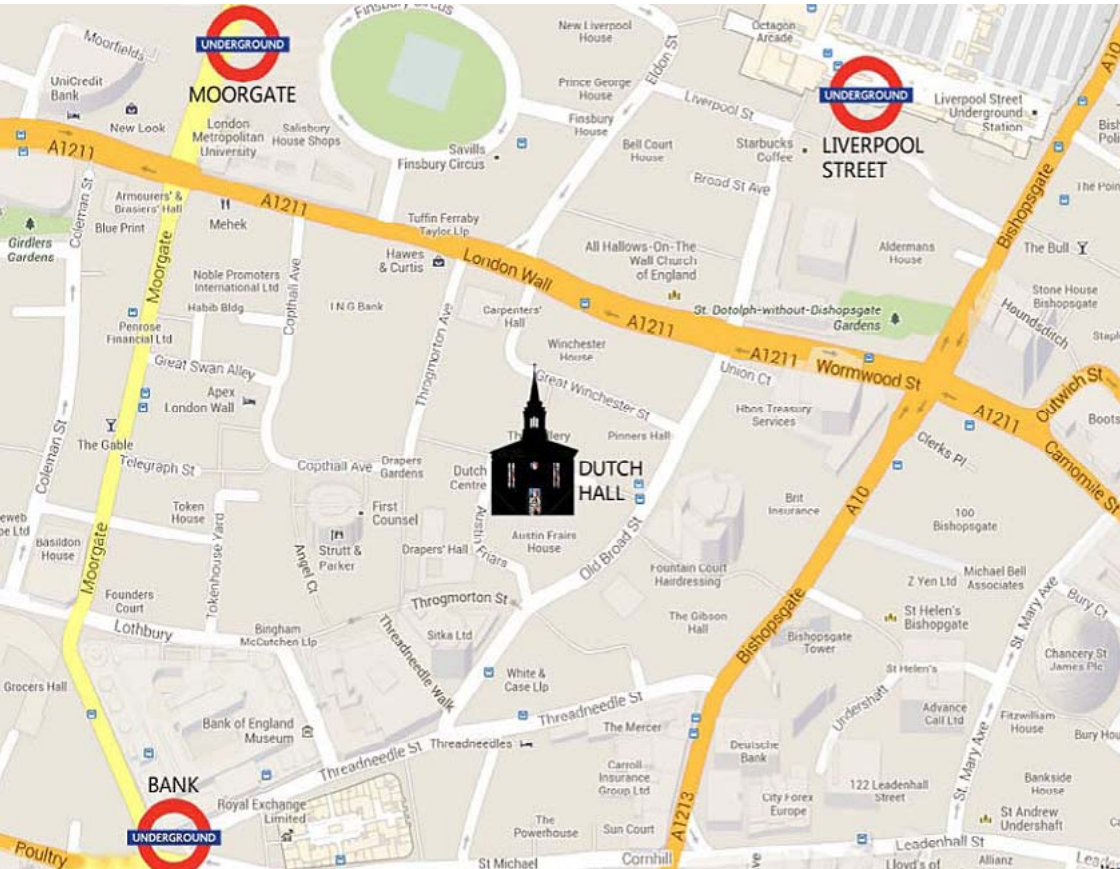 Finsbury Circus
New Liverpool
House
Octagon
Arcade
Moorfields
UNDERGROUND
MOORGATE
Eldon St
UniCredit
Bank
Prince George
House
UNDERGROUND
Liverpool Street
Underground
Station
New Look
London
Metropolitan
University
Salisbury
House Shops
Liverpool St
Finsbury
House
LIVERPOOL
STREET
A1211
Savills
Finsbury Circus
Bell Court
House
Starbucks
Coffee
Coleman St
Armourers' &
Brasiers' Hall
A1211
Broad St Ave
Bishopsgate
Girdlers
Gardens
Blue Print
Mehek
Tuffin Ferraby
Taylor Llp
Moorgate
Hawes
& Curtis
London Wall
All Hallows-On-The
Wall Church
of England
Aldermans
House
The Bull
Noble Promoters
International Ltd
Habib Bldg
Copthall Ave
I N G Bank
Carpenters'
Hall
A1211
St. Dotolph-without-Dishopsgate
Gardens
Stone House
Bishopsgate
Houndsditch
Penrose
Financial Ltd
Throgmorton Ave
Winchester
House
A1211
Wormwood St
Great Swan Alley
Great Winchester St
Union Ct
Outwich St
Apex
London Wall
Hbos Treasury
Services
A1211
Boots
The Gable
Pinners Hall
Clerks Pl
Camomile St
Telegraph St
Copthall Ave
Drapers
Gardens
Dutch
Centre
DUTCH
HALL
Coleman St
Token
House
First
Counsel
A10
Brit
Insurance
100
Bishopsgate
Basildon
House
Strutt &
Parker
Drapers' Hall
Austin Friars
Austin Frairs
House
Old Broad St
Moorgate
Tokenhouse Yard
Angel Ct
Fountain Court
Hairdressing
Z Yen Ltd
Michael Bell
Associates
Founders
Court
Throgmorton St
Bury Ct
Lothbury
Bingham
McCutchen Llp
Sitka Ltd
The Gibson
Hall
Bishopsgate
Bishopsgate
Tower
St Helen's
Bishopgate
St. Mary Axe
Threadneedle Walk
Chancery St
James Plc
Grocers Hall
White &
Case Llp
St Helen's
Undershaft
Bank of England
Museum
Threadneedle St
The Mercer
Advance
Call Ltd
Fitzwilliam
House
Threadneedle St
Threadneedles
Deutsche
Bank
St. Mary Axe
BANK
Carroll
Insurance
Group Ltd
122 Leadenhall
Street
Bankside
House
Royal Exchange
Limited
City Forex
Europe
UNDERGROUND
The
Powerhouse
Sun Court
A1213
St Andrew
Undershaft
Poultry
St Michael
Cornhill
Leadenhall St
Lloyd's of
Allianz